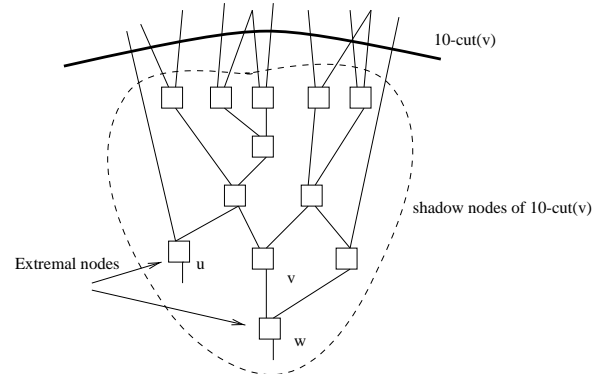 10-cut(v)
shadow nodes of 10-cut(v)
Extremal nodes
u
v
w